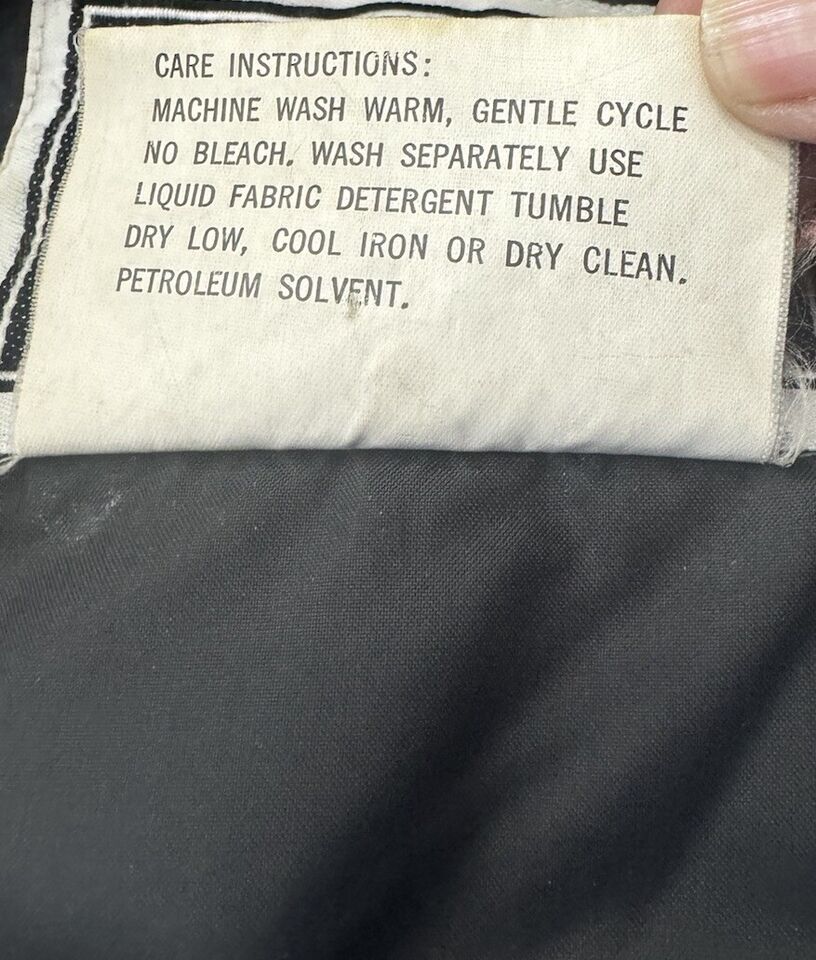 CARE INSTRUCTIONS:
MACHINE WASH WARM, GENTLE CYCLE
NO BLEACH. WASH SEPARATELY USE
LIQUID FABRIC DETERGENT TUMBLE
DRY LOW, COOL IRON OR DRY CLEAN.
PETROLEUM SOLVENT.